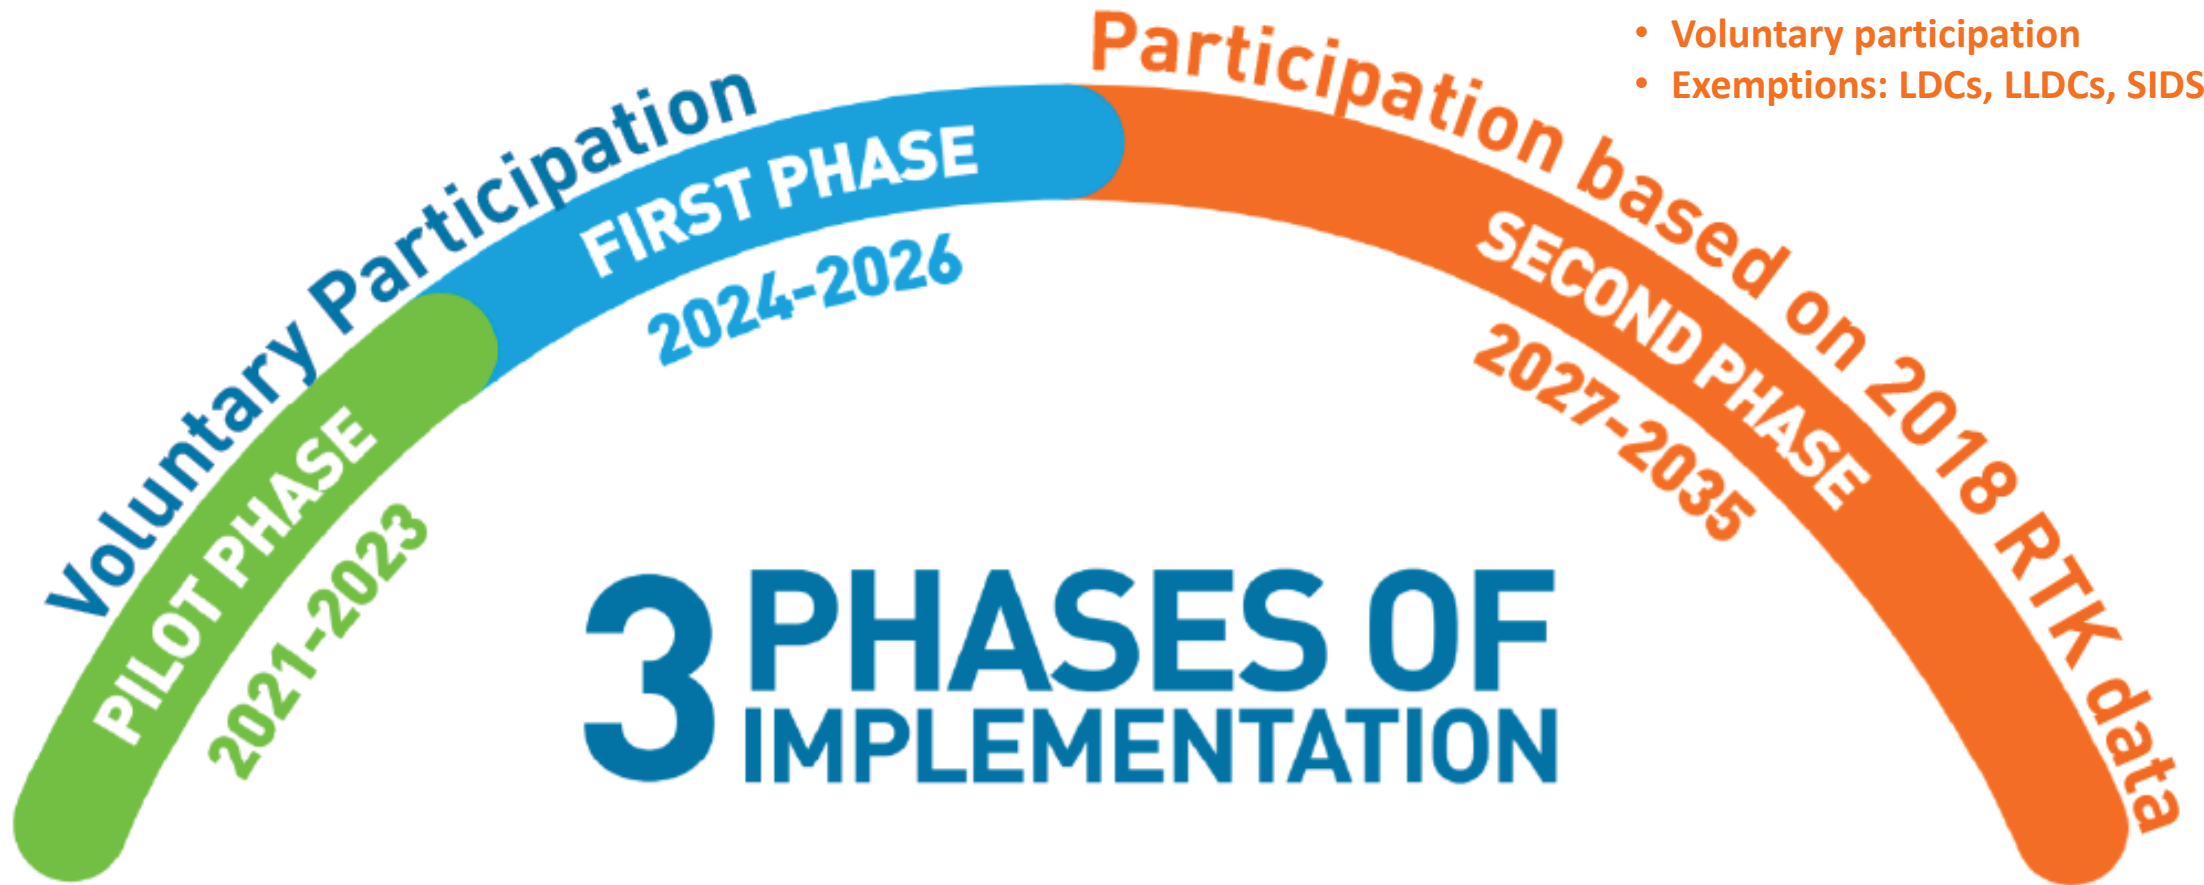 Voluntary Participation
PILOT PHASE
2021-2023
FIRST PHASE
2024-2026
Participation based on 2018 RTK data
SECOND PHASE
2027-2035
• Voluntary participation
• Exemptions: LDCs, LLDCs, SIDS
3 PHASES OF
IMPLEMENTATION